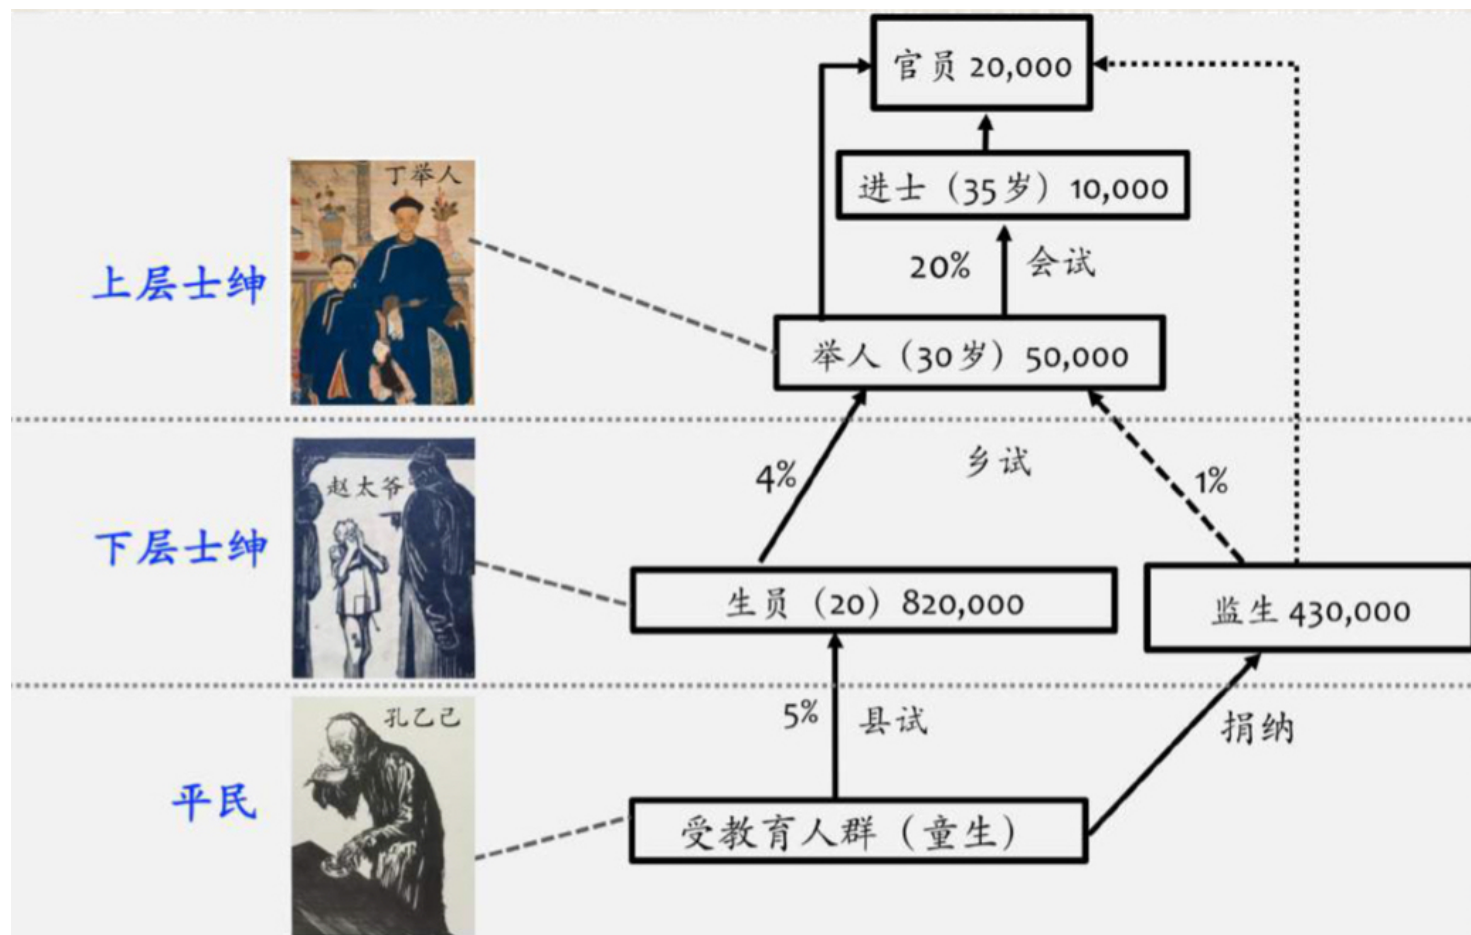 官员 20,000
进士（35岁）10,000
丁举人
上层士绅
20% 会试
举人（30岁）50,000
4%
乡试
1%
赵太爷
下层士绅
生员（20）820,000
监生 430,000
5% 县试
捐纳
孔乙己
平民
受教育人群（童生）